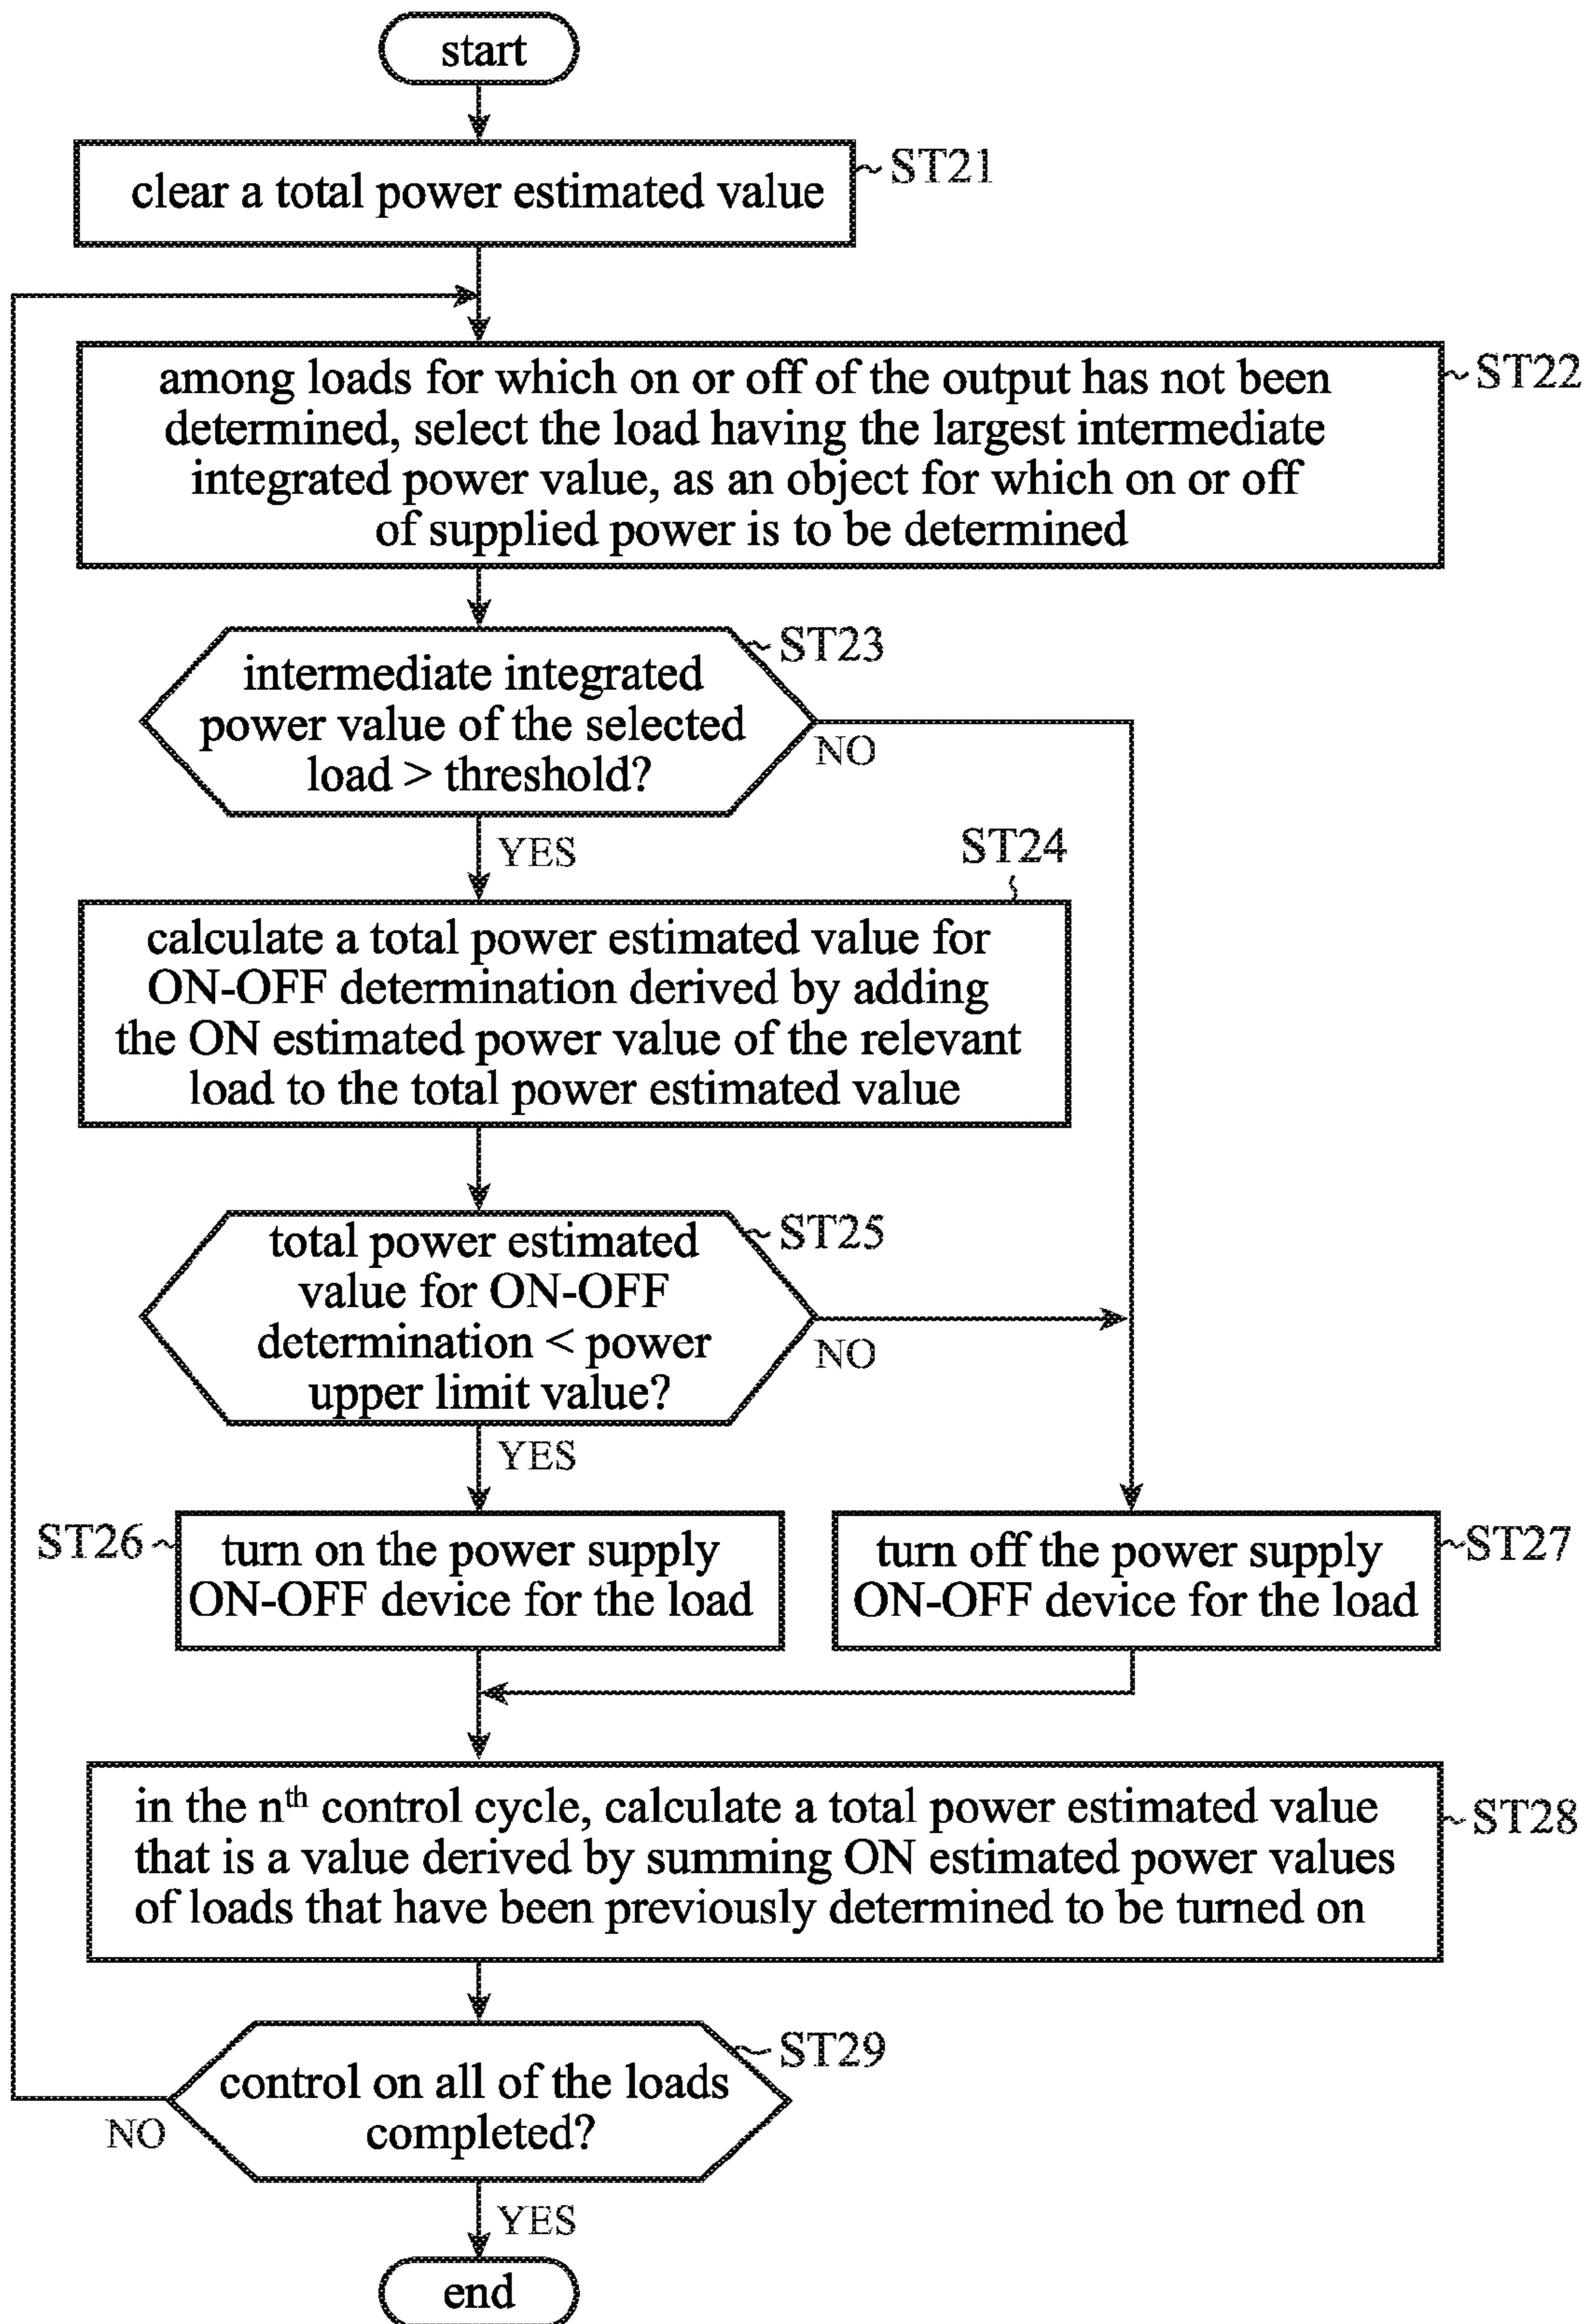 start
clear a total power estimated value
ST21
among loads for which on or off of the output has not been
determined, select the load having the largest intermediate
integrated power value, as an object for which on or off
of supplied power is to be determined
ST22
intermediate integrated
power value of the selected
load > threshold?
ST23
NO
YES
ST24
calculate a total power estimated value for
ON-OFF determination derived by adding
the ON estimated power value of the relevant
load to the total power estimated value
total power estimated
value for ON-OFF
determination < power
upper limit value?
ST25
NO
YES
ST26
turn on the power supply
ON-OFF device for the load
turn off the power supply
ON-OFF device for the load
ST27
in the nth control cycle, calculate a total power estimated value
that is a value derived by summing ON estimated power values
of loads that have been previously determined to be turned on
ST28
control on all of the loads
completed?
ST29
NO
YES
end